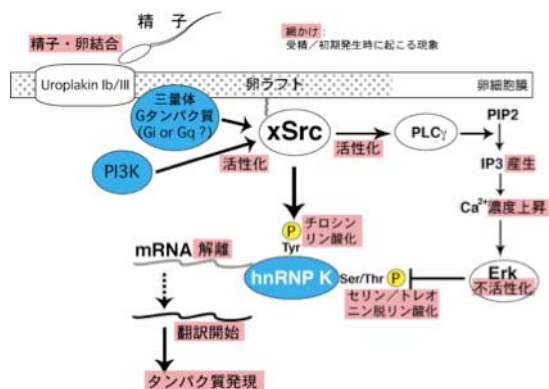 精子
精子・卵結合
網かけ:
受精／初期発生時に起こる現象
Uroplakin Ib/III
卵ラフト
卵細胞膜
三量体
Gタンパク質
(Gi or Gq ?)
xSrc
PLCγ
PIP2
活性化
活性化
PI3K
IP3 産生
Ca2+濃度上昇
P チロシン
リン酸化
Tyr
mRNA 解離
hnRNP K
Ser/Thr P
Erk
不活性化
セリン／トレオ
ニン脱リン酸化
翻訳開始
タンパク質発現